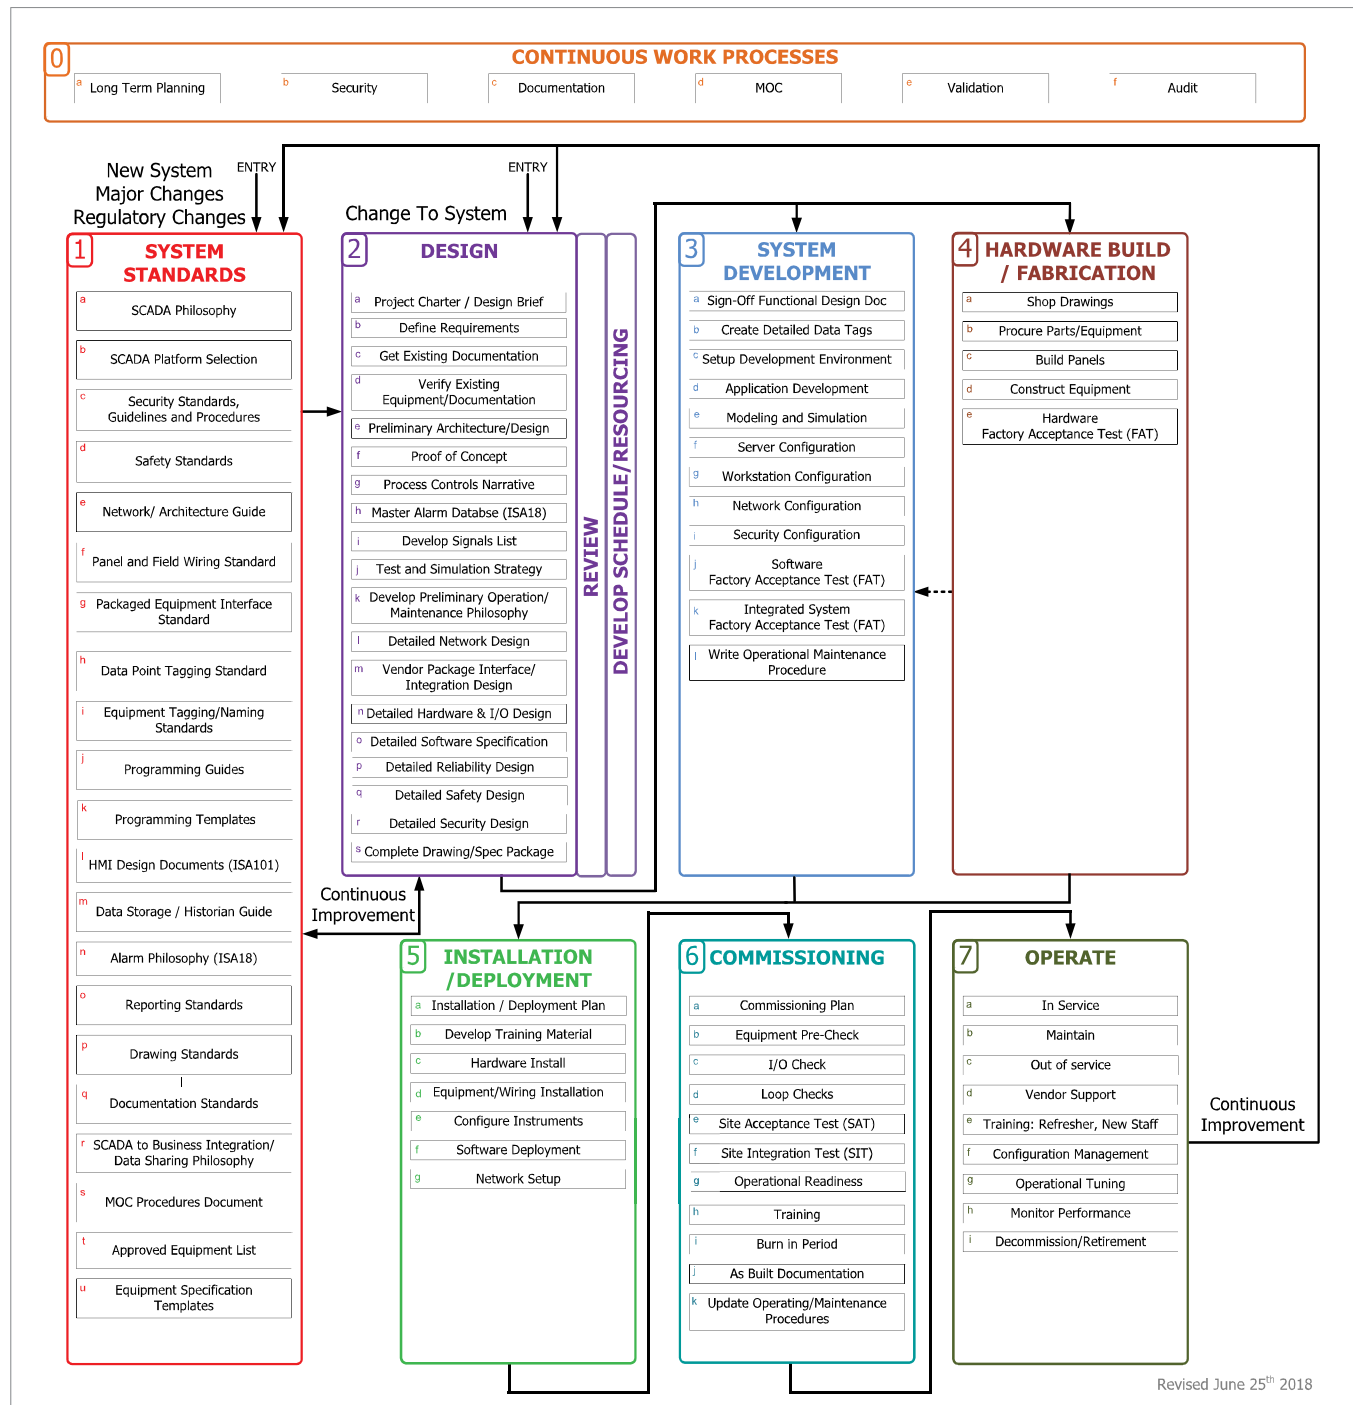 0
CONTINUOUS WORK PROCESSES
a Long Term Planning
b Security
c Documentation
d MOC
e Validation
f Audit
New System
Major Changes
Regulatory Changes
ENTRY
Change To System
ENTRY
1
SYSTEM
STANDARDS
a SCADA Philosophy
b SCADA Platform Selection
c Security Standards,
Guidelines and Procedures
d Safety Standards
e Network/ Architecture Guide
f Panel and Field Wiring Standard
g Packaged Equipment Interface
Standard
h Data Point Tagging Standard
i Equipment Tagging/Naming
Standards
j Programming Guides
k Programming Templates
l HMI Design Documents (ISA101)
m Data Storage / Historian Guide
n Alarm Philosophy (ISA18)
o Reporting Standards
p Drawing Standards
q Documentation Standards
r SCADA to Business Integration/
Data Sharing Philosophy
s MOC Procedures Document
t Approved Equipment List
u Equipment Specification
Templates
2
DESIGN
a Project Charter / Design Brief
b Define Requirements
c Get Existing Documentation
d Verify Existing
Equipment/Documentation
e Preliminary Architecture/Design
f Proof of Concept
g Process Controls Narrative
h Master Alarm Databse (ISA18)
i Develop Signals List
j Test and Simulation Strategy
k Develop Preliminary Operation/
Maintenance Philosophy
l Detailed Network Design
m Vendor Package Interface/
Integration Design
n Detailed Hardware & I/O Design
o Detailed Software Specification
p Detailed Reliability Design
q Detailed Safety Design
r Detailed Security Design
s Complete Drawing/Spec Package
REVIEW
DEVELOP SCHEDULE/RESOURCING
Continuous
Improvement
3
SYSTEM
DEVELOPMENT
a Sign-Off Functional Design Doc
b Create Detailed Data Tags
c Setup Development Environment
d Application Development
e Modeling and Simulation
f Server Configuration
g Workstation Configuration
h Network Configuration
i Security Configuration
j Software
Factory Acceptance Test (FAT)
k Integrated System
Factory Acceptance Test (FAT)
l Write Operational Maintenance
Procedure
4
HARDWARE BUILD
/ FABRICATION
a Shop Drawings
b Procure Parts/Equipment
c Build Panels
d Construct Equipment
e Hardware
Factory Acceptance Test (FAT)
5
INSTALLATION
/DEPLOYMENT
a Installation / Deployment Plan
b Develop Training Material
c Hardware Install
d Equipment/Wiring Installation
e Configure Instruments
f Software Deployment
g Network Setup
6
COMMISSIONING
a Commissioning Plan
b Equipment Pre-Check
c I/O Check
d Loop Checks
e Site Acceptance Test (SAT)
f Site Integration Test (SIT)
g Operational Readiness
h Training
i Burn in Period
j As Built Documentation
k Update Operating/Maintenance
Procedures
7
OPERATE
a In Service
b Maintain
c Out of service
d Vendor Support
e Training: Refresher, New Staff
f Configuration Management
g Operational Tuning
h Monitor Performance
i Decommission/Retirement
Continuous
Improvement
Revised June 25th 2018